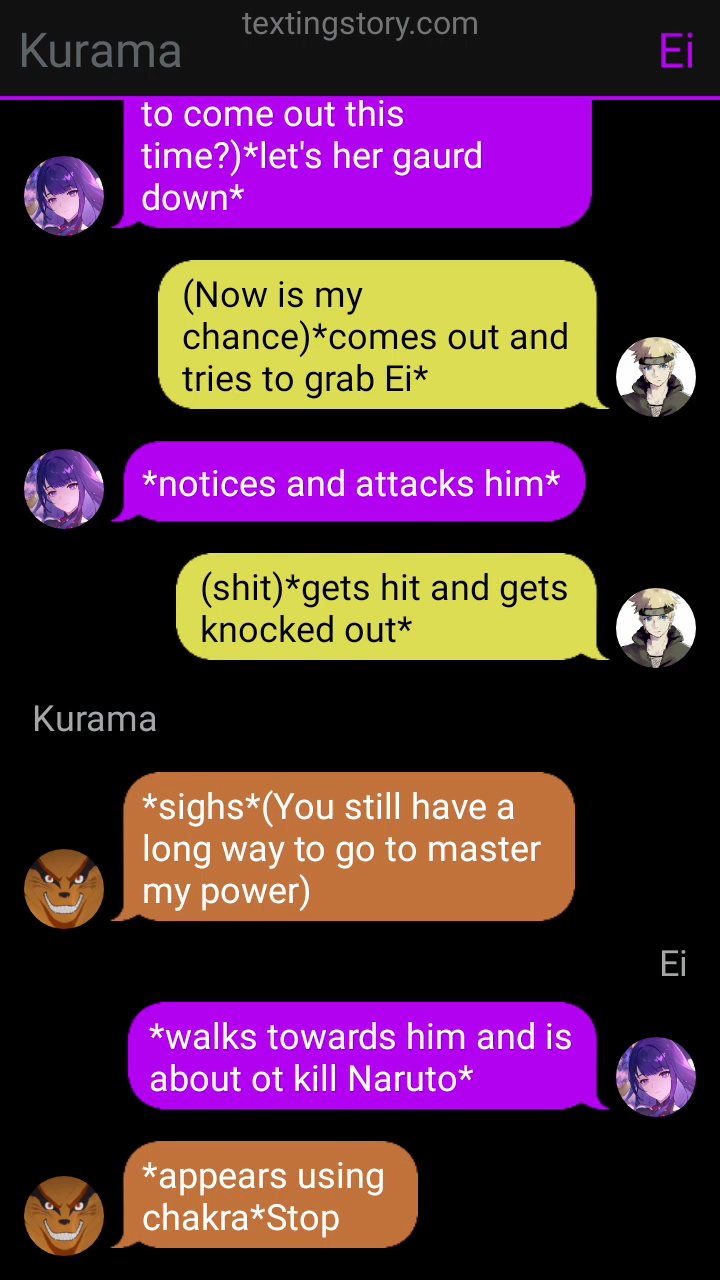 textingstory.com
Kurama
Ei
to come out this
time?)*let's her gaurd
down*
(Now is my
chance)*comes out and
tries to grab Ei*
*notices and attacks him*
(shit)*gets hit and gets
knocked out*
Kurama
*sighs*(You still have a
long way to go to master
my power)
Ei
*walks towards him and is
about ot kill Naruto*
*appears using
chakra*Stop